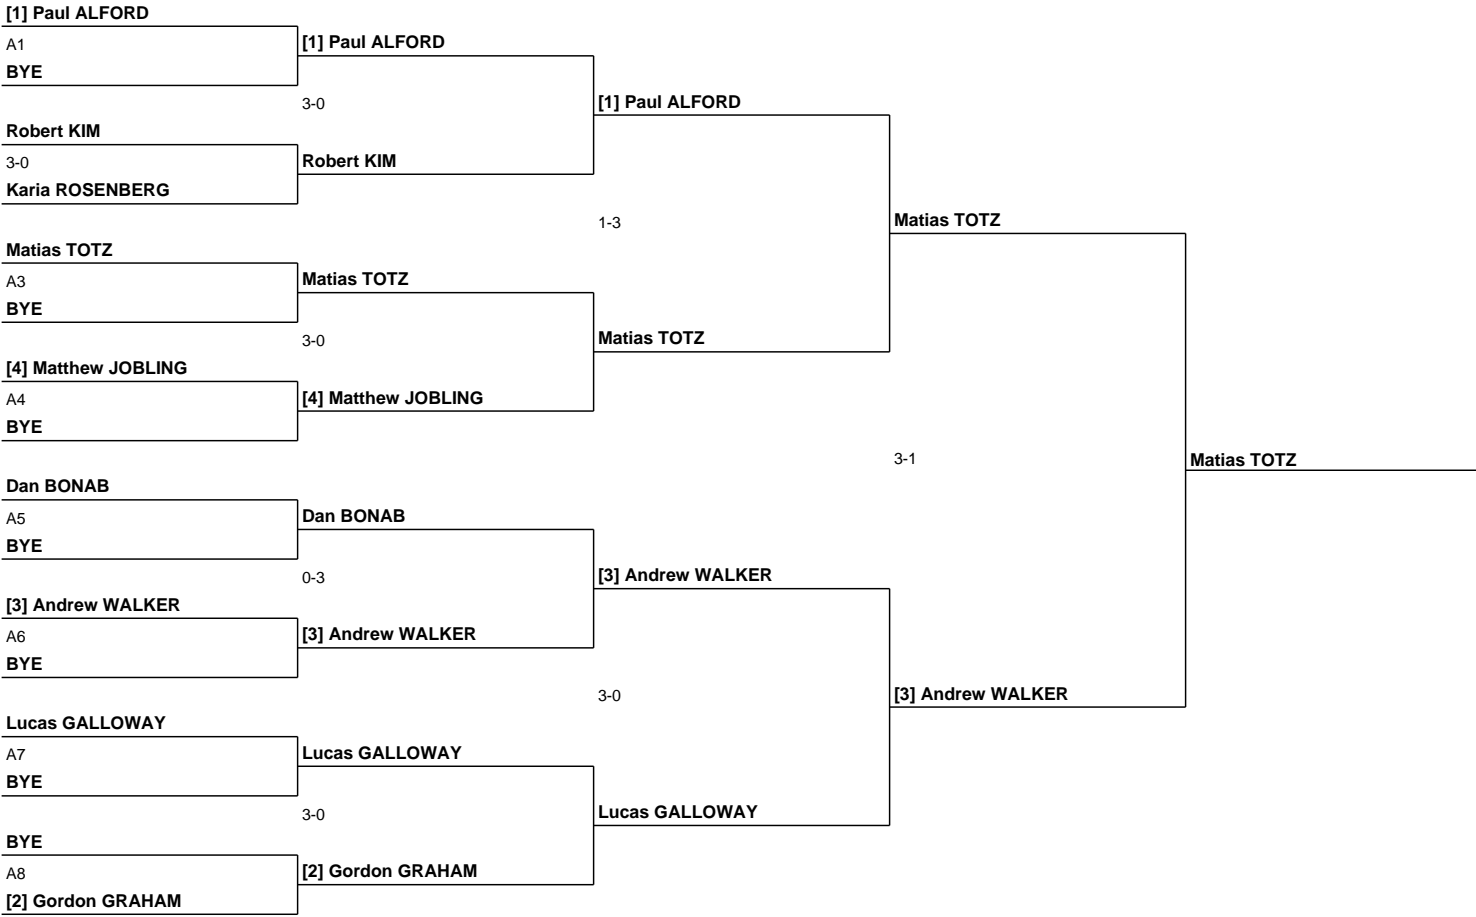 [1] Paul ALFORD
A1
[1] Paul ALFORD
BYE
3-0
[1] Paul ALFORD
Robert KIM
3-0
Robert KIM
Karia ROSENBERG
1-3
Matias TOTZ
Matias TOTZ
A3
Matias TOTZ
BYE
3-0
Matias TOTZ
[4] Matthew JOBLING
A4
[4] Matthew JOBLING
BYE
3-1
Matias TOTZ
Dan BONAB
A5
Dan BONAB
BYE
0-3
[3] Andrew WALKER
[3] Andrew WALKER
A6
[3] Andrew WALKER
BYE
3-0
[3] Andrew WALKER
Lucas GALLOWAY
A7
Lucas GALLOWAY
BYE
3-0
Lucas GALLOWAY
BYE
A8
[2] Gordon GRAHAM
[2] Gordon GRAHAM